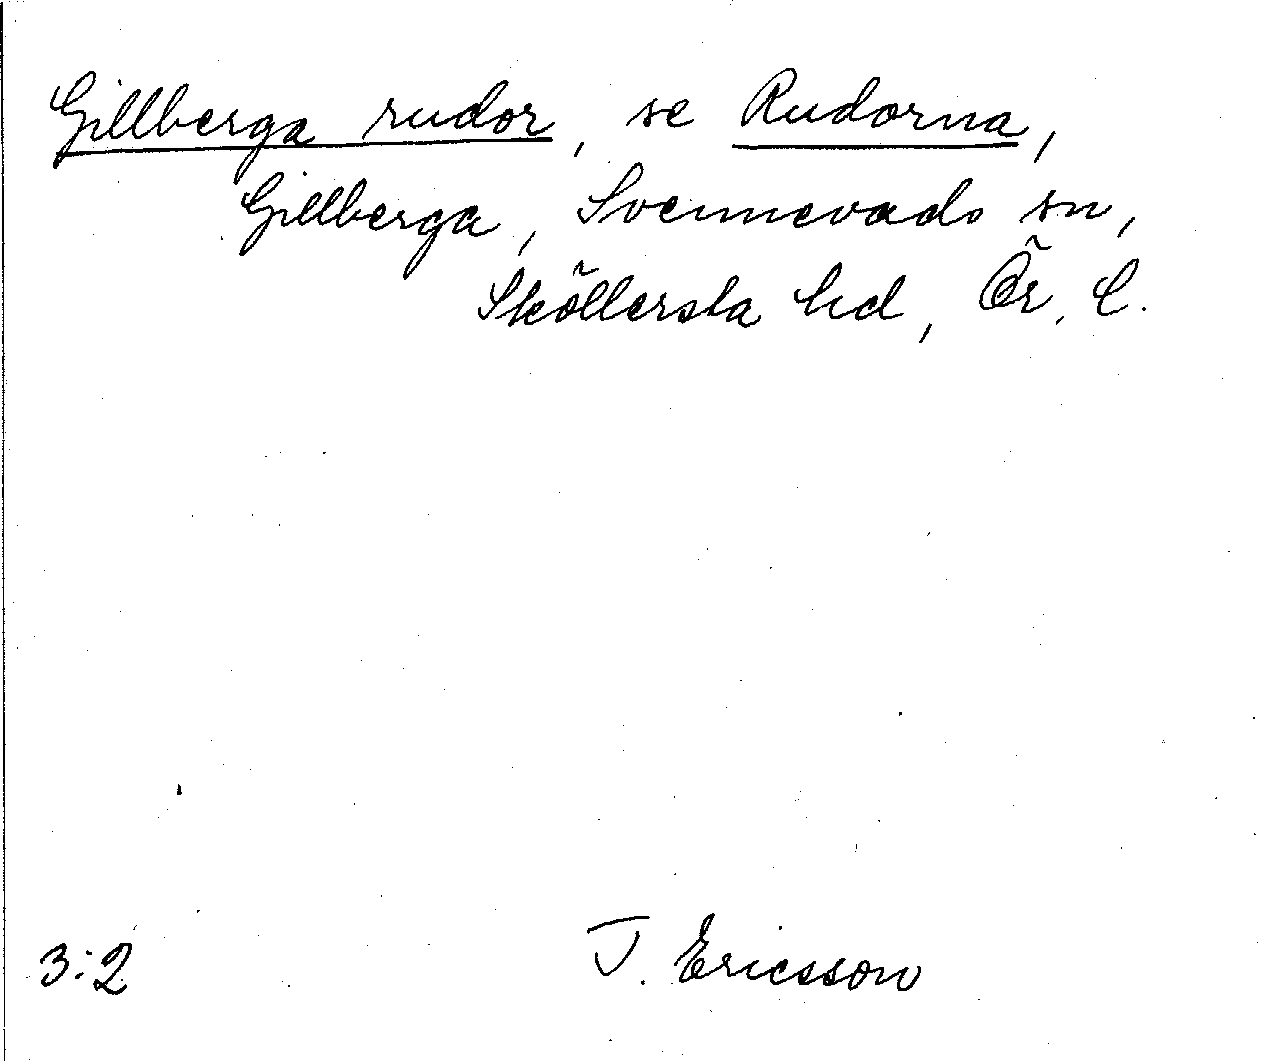 Gillberga rudor, se Rudorna,
Gillberga, Svennevads sn,
Sköllersta hd, Ör. l.
3:2 J. Ericsson